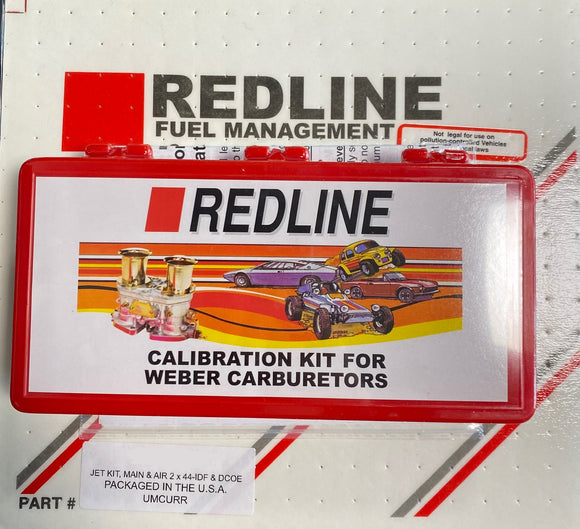 REDLINE
FUEL MANAGEMENT
Not legal for use on
pollution-controlled Vehicles
REDLINE
CALIBRATION KIT FOR
WEBER CARBURETORS
JET KIT, MAIN & AIR 2 x 44-IDF & DCOE
PACKAGED IN THE U.S.A.
UMCURR
PART #